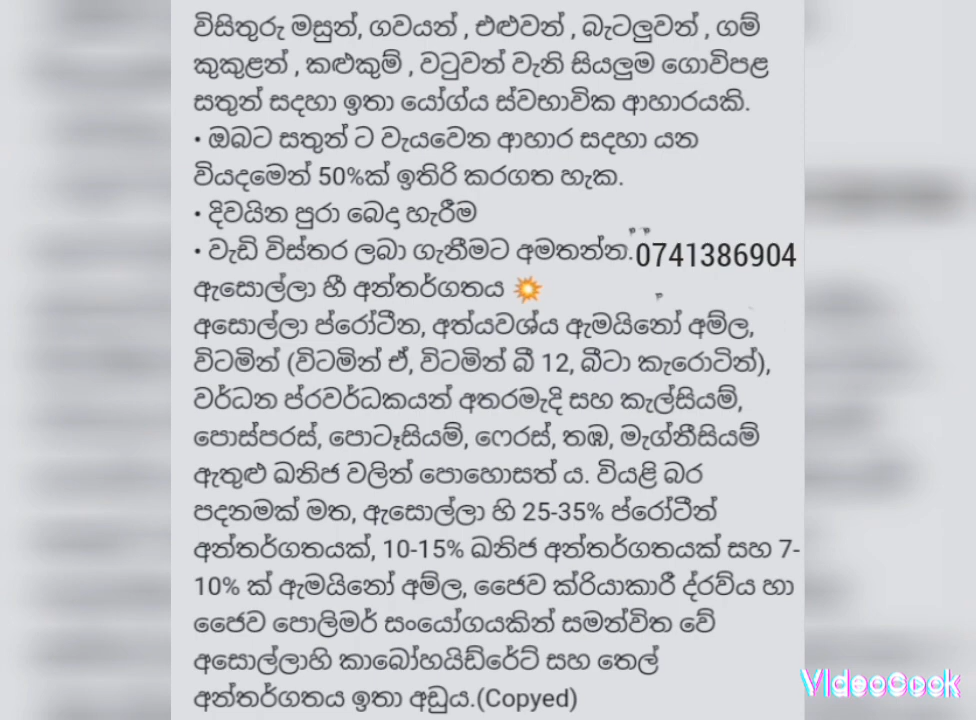 විසිතුරු මසුන්, ගවයන් , එළුවන් , බැටලුවන් , ගම්
කුකුළන් , කළුකුම් , වටුවන් වැනි සියලුම ගොවිපළ
සතුන් සදහා ඉතා යෝග්ය ස්වභාවික ආහාරයකි.
• ඔබට සතුන් ට වැයවෙන ආහාර සදහා යන
වියදමෙන් 50%ක් ඉතිරි කරගත හැක.
• දිවයින පුරා බෙදා හැරීම
• වැඩි විස්තර ලබා ගැනීමට අමතන්න. 0741386904
ඇසොල්ලා හී අන්තර්ගතය 💥
අසොල්ලා ප්රෝටීන, අත්යවශ්ය ඇමයිනෝ අම්ල,
විටමින් (විටමින් ඒ, විටමින් බී 12, බීටා කැරොටින්),
වර්ධන ප්රවර්ධකයන් අතරමැදි සහ කැල්සියම්,
පොස්පරස්, පොටෑසියම්, ෆෙරස්, තඹ, මැග්නීසියම්
ඇතුළු ඛනිජ වලින් පොහොසත් ය. වියළි බර
පදනමක් මත, ඇසොල්ලා හි 25-35% ප්රෝටීන්
අන්තර්ගතයක්, 10-15% ඛනිජ අන්තර්ගතයක් සහ 7-
10% ක් ඇමයිනෝ අම්ල, ජෛව ක්රියාකාරී ද්රව්ය හා
ජෛව පොලිමර් සංයෝගයකින් සමන්විත වේ
අසොල්ලාහි කාබෝහයිඩ්රේට් සහ තෙල්
අන්තර්ගතය ඉතා අඩුය.(Copyed)
VideoCook